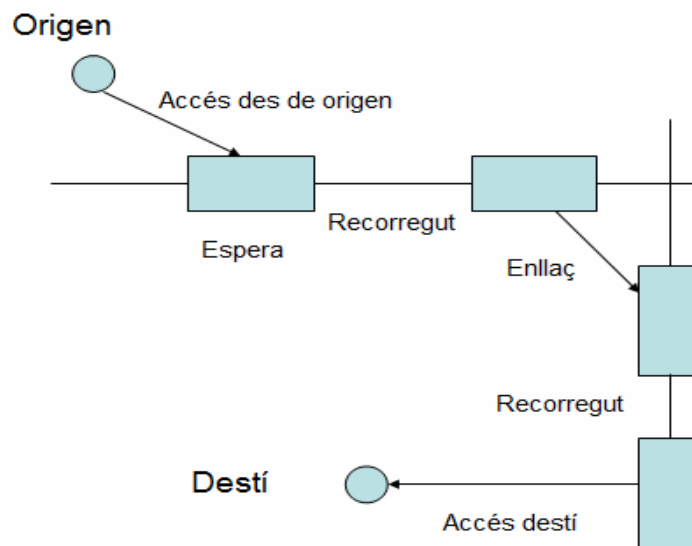 Origen
Accés des de origen
Recorregut
Espera
Enllaç
Recorregut
Destí
Accés destí